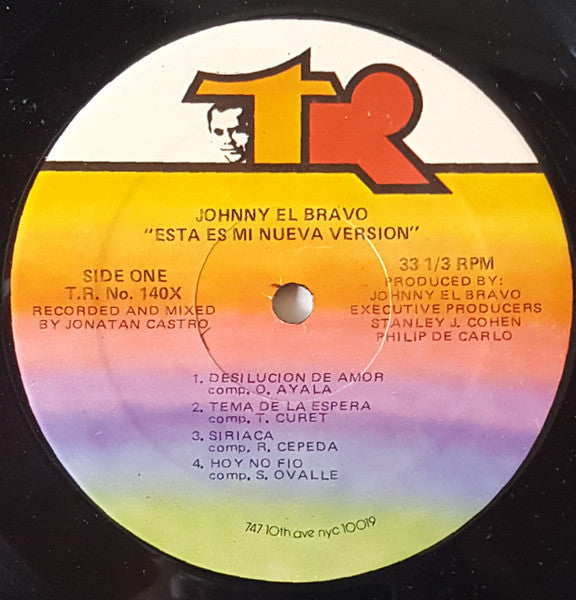 TR
JOHNNY EL BRAVO
"ESTA ES MI NUEVA VERSION"
SIDE ONE
T.R. No. 140X
RECORDED AND MIXED
BY JONATAN CASTRO
33 1/3 RPM
PRODUCED BY:
JOHNNY EL BRAVO
EXECUTIVE PRODUCERS
STANLEY J. COHEN
PHILIP DE CARLO
1. DESILUCION DE AMOR
comp. O. AYALA
2. TEMA DE LA ESPERA
comp. T. CURET
3. SIRIACA
comp. R. CEPEDA
4. HOY NO FIO
comp. S. OVALLE
747 10th ave nyc 10019